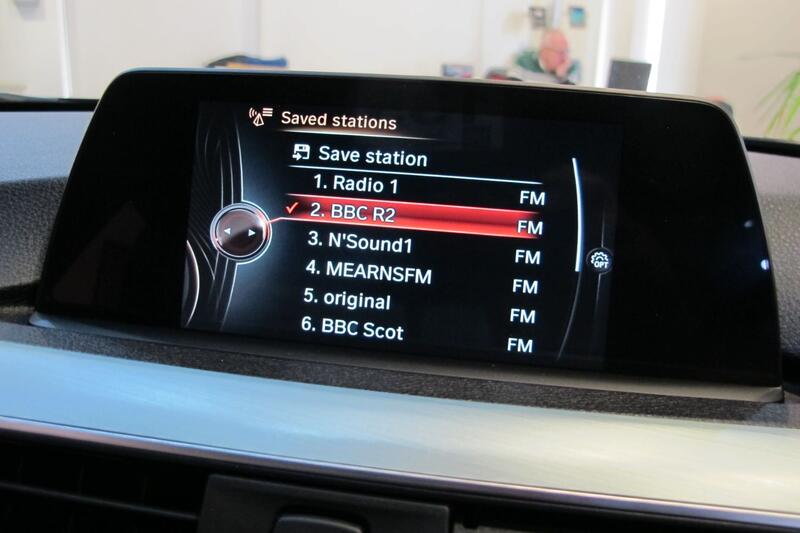 Saved stations
Save station
1. Radio 1 FM
✓ 2. BBC R2 FM
3. N'Sound1 FM
4. MEARNSFM FM
5. original FM
6. BBC Scot FM
OPT